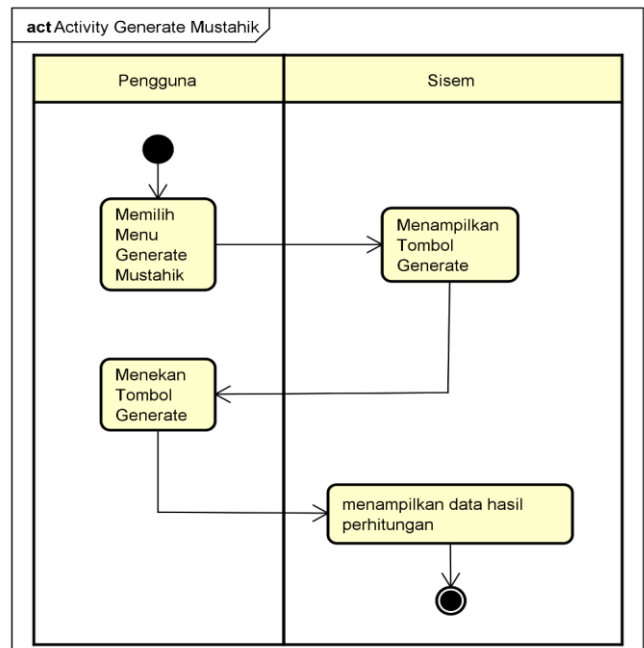 act Activity Generate Mustahik
Pengguna
Sisem
Memilih
Menu
Generate
Mustahik
Menampilkan
Tombol
Generate
Menekan
Tombol
Generate
menampilkan data hasil
perhitungan